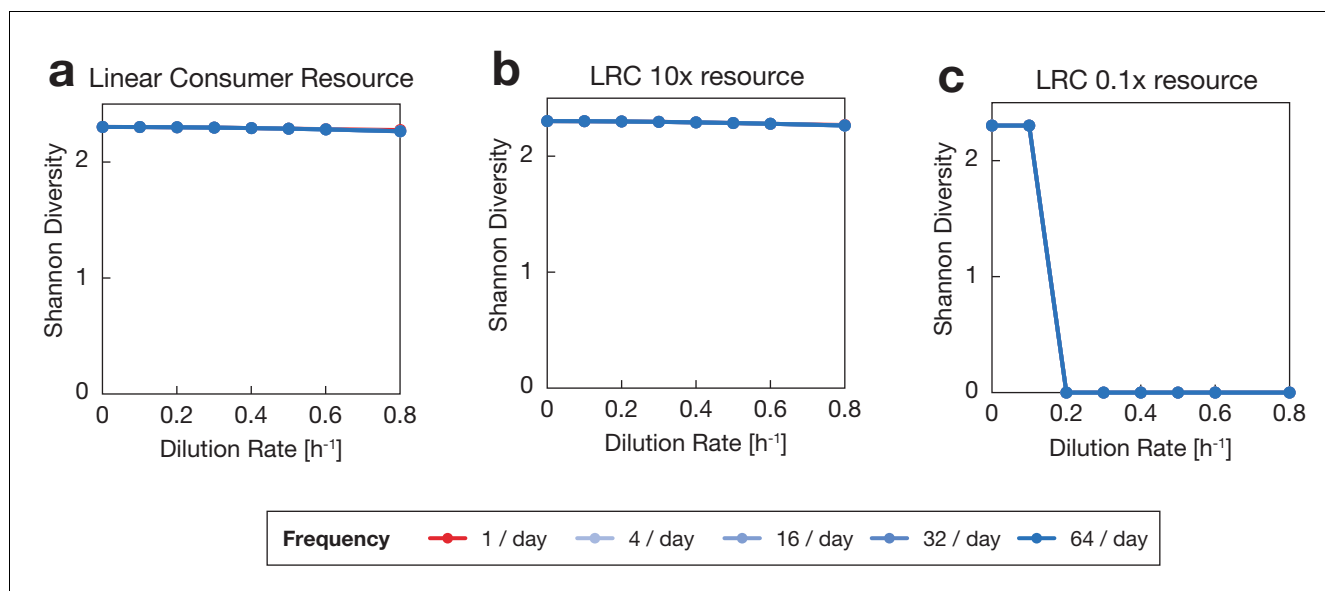 a Linear Consumer Resource
b LRC 10x resource
c LRC 0.1x resource
Shannon Diversity
2
1
0
0 0.2 0.4 0.6 0.8
Dilution Rate [h-1]
Shannon Diversity
2
1
0
0 0.2 0.4 0.6 0.8
Dilution Rate [h-1]
Shannon Diversity
2
1
0
0 0.2 0.4 0.6 0.8
Dilution Rate [h-1]
Frequency 1 / day 4 / day 16 / day 32 / day 64 / day